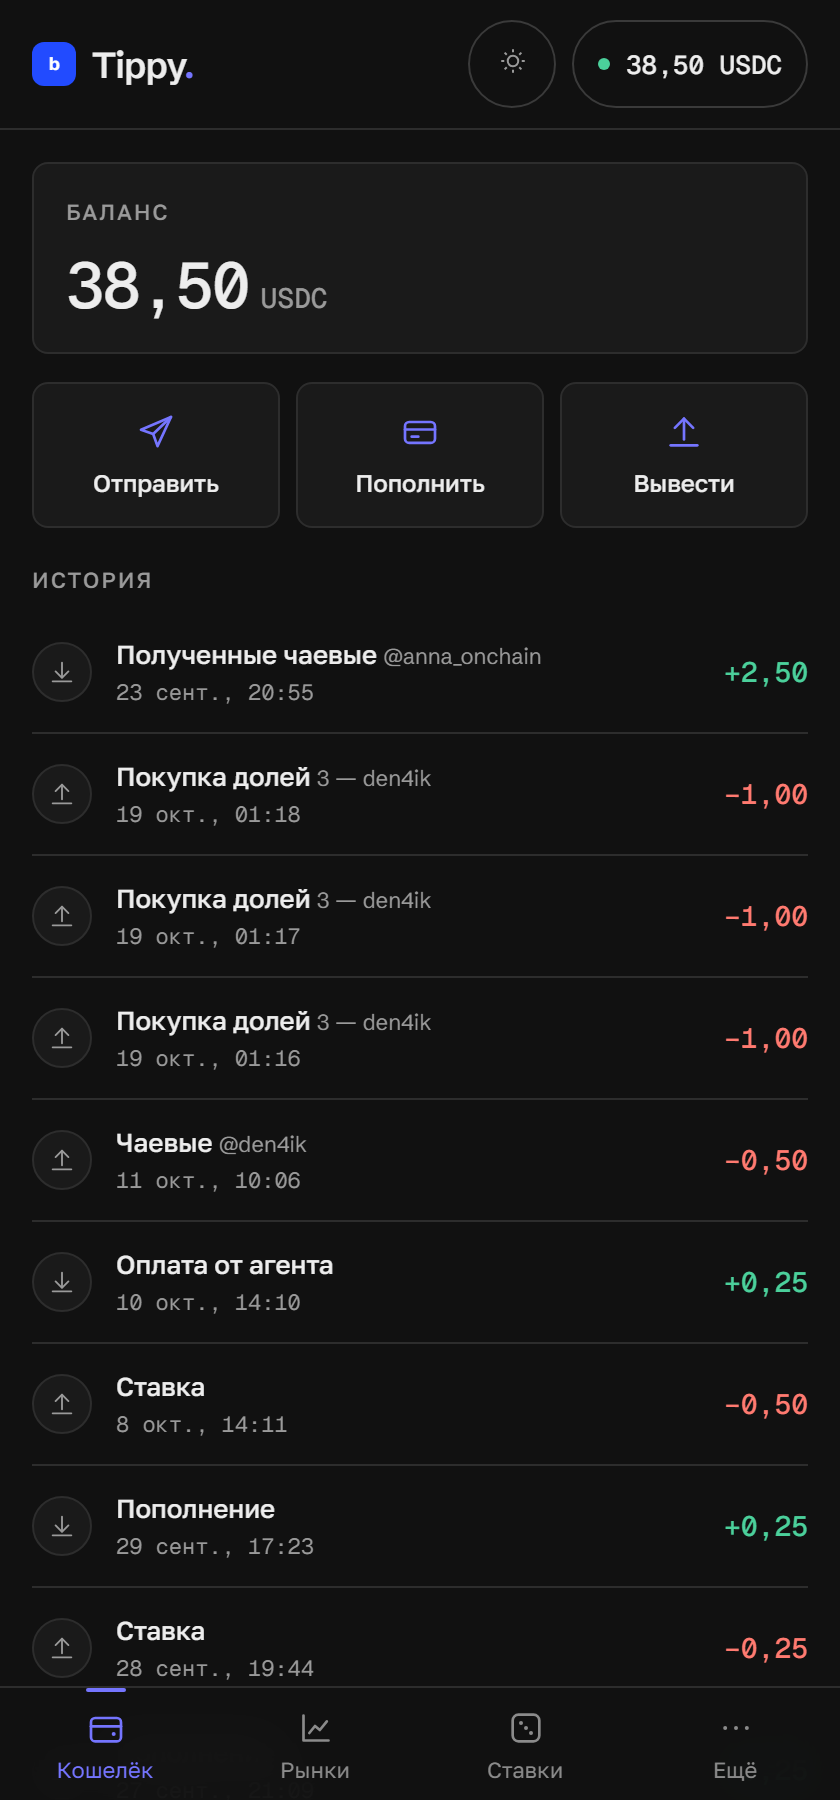 b Tippy.
38,50 USDC
БАЛАНС
38,50 USDC
Отправить
Пополнить
Вывести
ИСТОРИЯ
Полученные чаевые @anna_onchain
23 сент., 20:55
+2,50
Покупка долей 3 — den4ik
19 окт., 01:18
−1,00
Покупка долей 3 — den4ik
19 окт., 01:17
−1,00
Покупка долей 3 — den4ik
19 окт., 01:16
−1,00
Чаевые @den4ik
11 окт., 10:06
−0,50
Оплата от агента
10 окт., 14:10
+0,25
Ставка
8 окт., 14:11
−0,50
Пополнение
29 сент., 17:23
+0,25
Ставка
28 сент., 19:44
−0,25
Кошелёк
Рынки
Ставки
Ещё